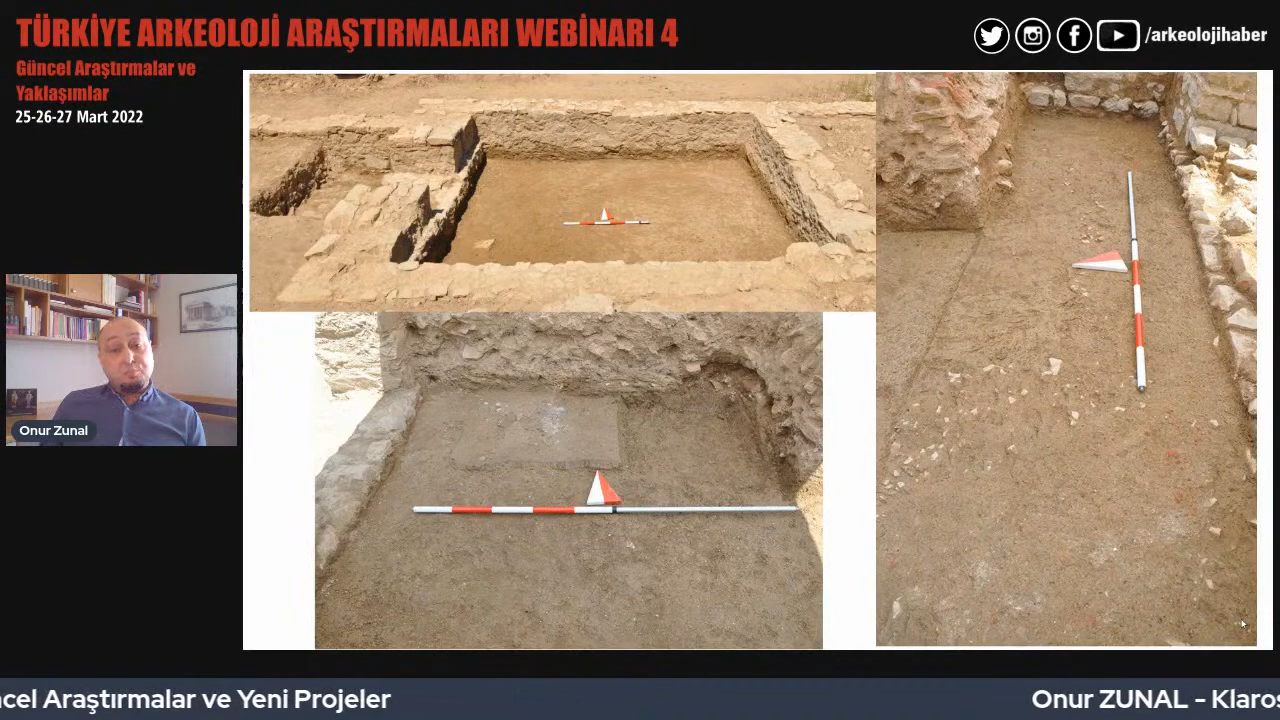 TÜRKİYE ARKEOLOJİ ARAŞTIRMALARI WEBİNARI 4
Güncel Araştırmalar ve
Yaklaşımlar
25-26-27 Mart 2022
/arkeolojihaber
Onur Zunal
ncel Araştırmalar ve Yeni Projeler
Onur ZUNAL - Klaros